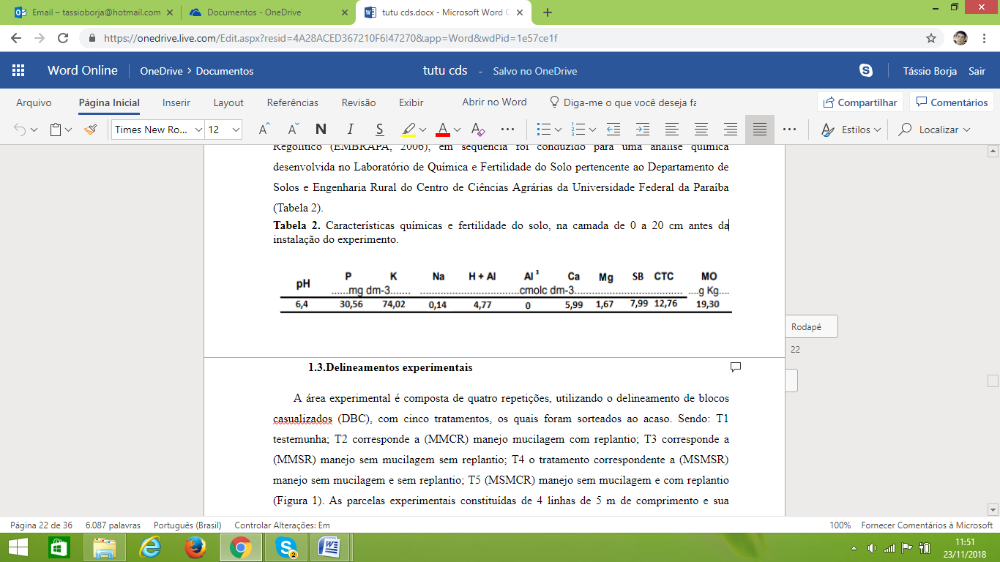 Email – tassioborja@hotmail.com
Documentos - OneDrive
tutu cds.docx - Microsoft Word O
https://onedrive.live.com/Edit.aspx?resid=4A28ACED367210F6!47270&app=Word&wdPid=1e57ce1f
Word Online OneDrive > Documentos tutu cds - Salvo no OneDrive Tássio Borja Sair
Arquivo Página Inicial Inserir Layout Referências Revisão Exibir Abrir no Word Diga-me o que você deseja fa Compartilhar Comentários
Times New Ro... 12 N I S A Estilos Localizar
Regolítico (EMBRAPA, 2006), em sequência foi conduzido para uma análise química
desenvolvida no Laboratório de Química e Fertilidade do Solo pertencente ao Departamento de
Solos e Engenharia Rural do Centro de Ciências Agrárias da Universidade Federal da Paraíba
(Tabela 2).
Tabela 2. Características químicas e fertilidade do solo, na camada de 0 a 20 cm antes da
instalação do experimento.
pH P K Na H + Al Al ³ Ca Mg SB CTC MO
......mg dm-3....... ..................................cmolc dm-3..................................... ....g Kg....
6,4 30,56 74,02 0,14 4,77 0 5,99 1,67 7,99 12,76 19,30
Rodapé
22
1.3.Delineamentos experimentais
A área experimental é composta de quatro repetições, utilizando o delineamento de blocos
casualizados (DBC), com cinco tratamentos, os quais foram sorteados ao acaso. Sendo: T1
testemunha; T2 corresponde a (MMCR) manejo mucilagem com replantio; T3 corresponde a
(MMSR) manejo sem mucilagem sem replantio; T4 o tratamento correspondente a (MSMSR)
manejo sem mucilagem e sem replantio; T5 (MSMCR) manejo sem mucilagem e com replantio
(Figura 1). As parcelas experimentais constituídas de 4 linhas de 5 m de comprimento e sua
Página 22 de 36 6.087 palavras Português (Brasil) Controlar Alterações: Em 100% Fornecer Comentários à Microsoft
11:51
23/11/2018